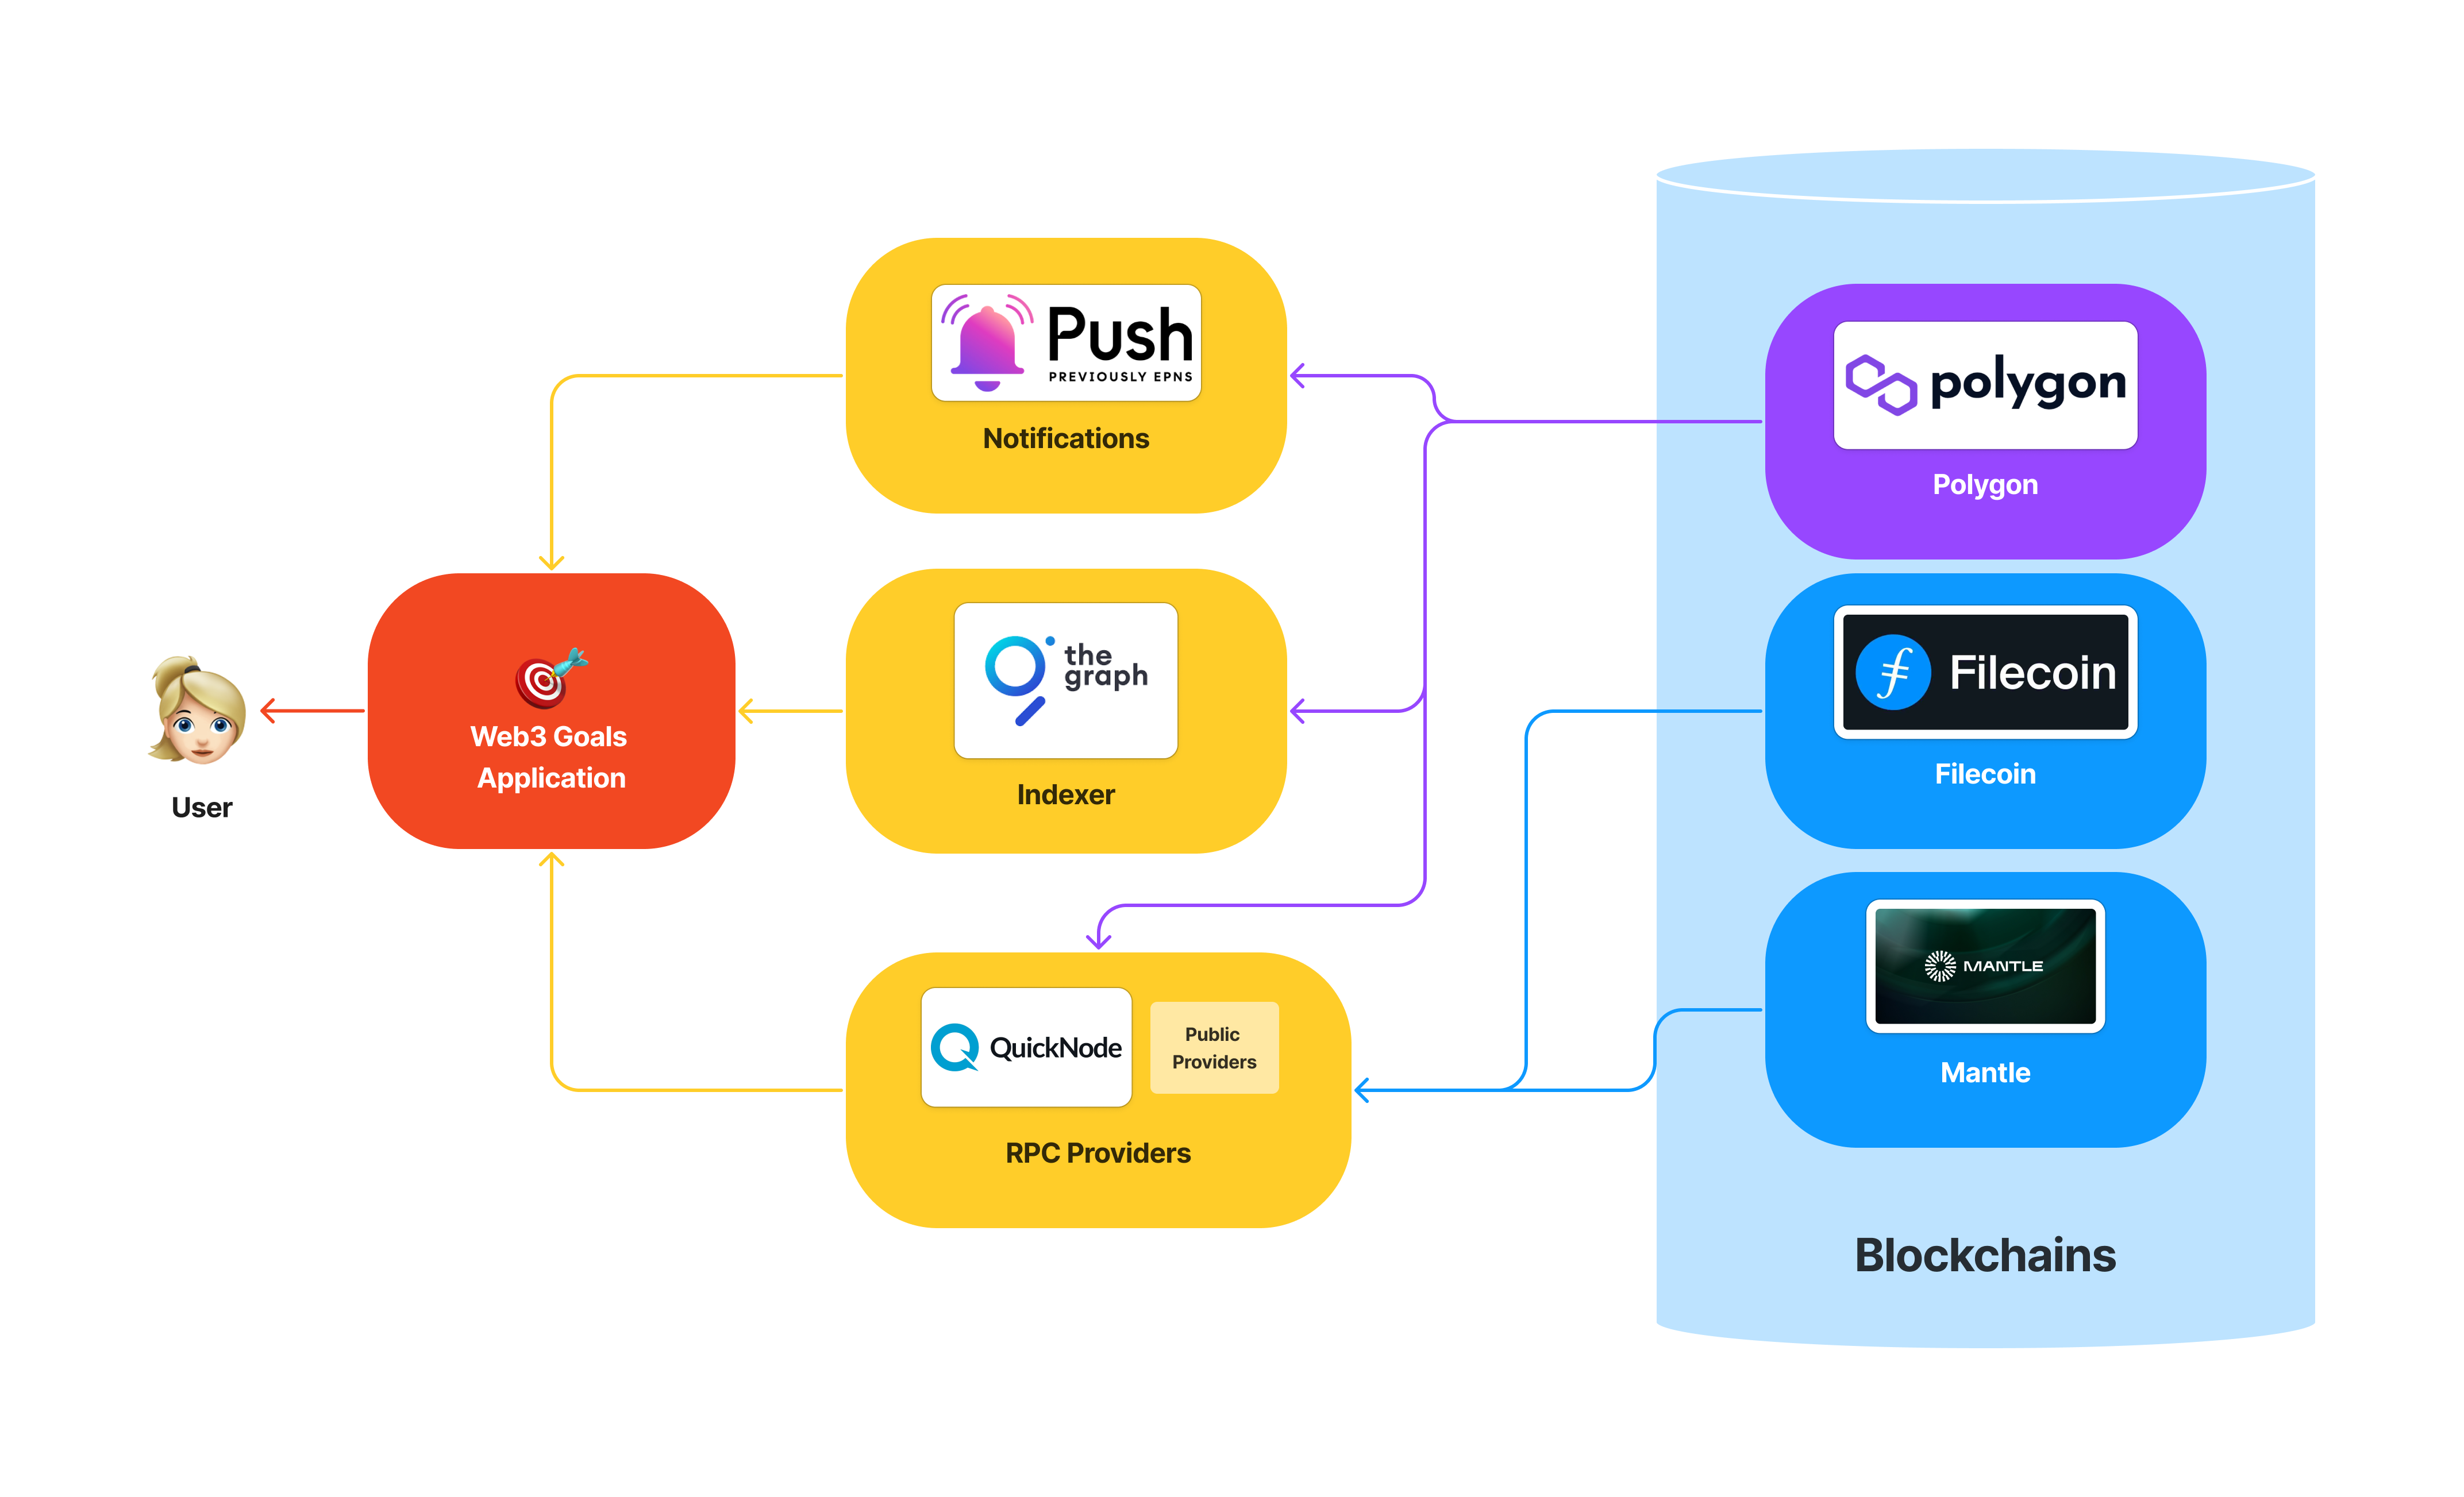 Push
PREVIOUSLY EPNS
Notifications
polygon
Polygon
the
graph
Indexer
Filecoin
Filecoin
Web3 Goals
Application
User
MANTLE
Mantle
QuickNode
Public
Providers
RPC Providers
Blockchains